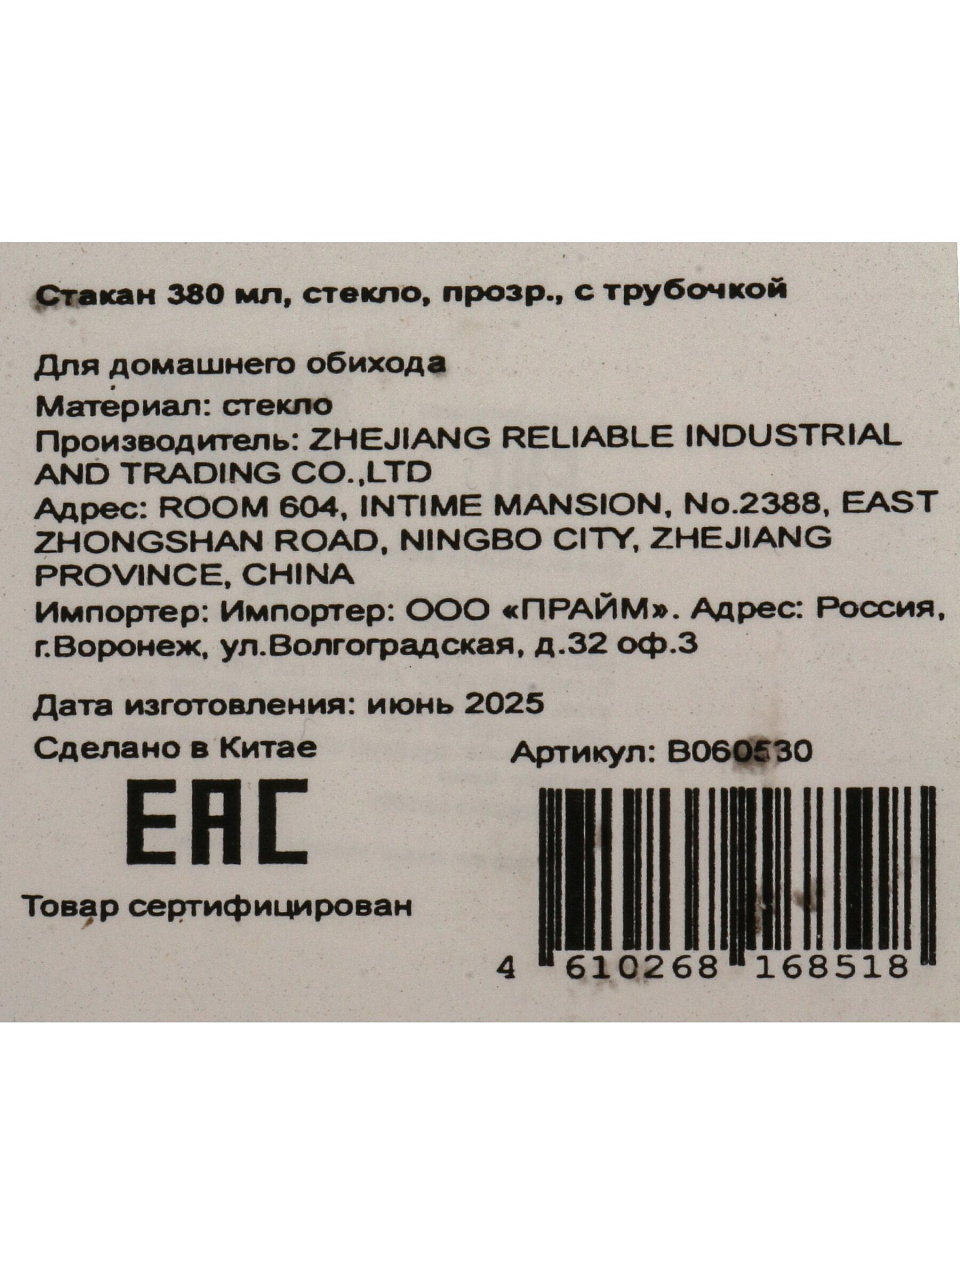 Стакан 380 мл, стекло, прозр., с трубочкой
Для домашнего обихода
Материал: стекло
Производитель: ZHEJIANG RELIABLE INDUSTRIAL
AND TRADING CO.,LTD
Адрес: ROOM 604, INTIME MANSION, No.2388, EAST
ZHONGSHAN ROAD, NINGBO CITY, ZHEJIANG
PROVINCE, CHINA
Импортер: Импортер: ООО «ПРАЙМ». Адрес: Россия,
г.Воронеж, ул.Волгоградская, д.32 оф.3
Дата изготовления: июнь 2025
Сделано в Китае
Артикул: B060530
EAC
Товар сертифицирован
4 610268 168518